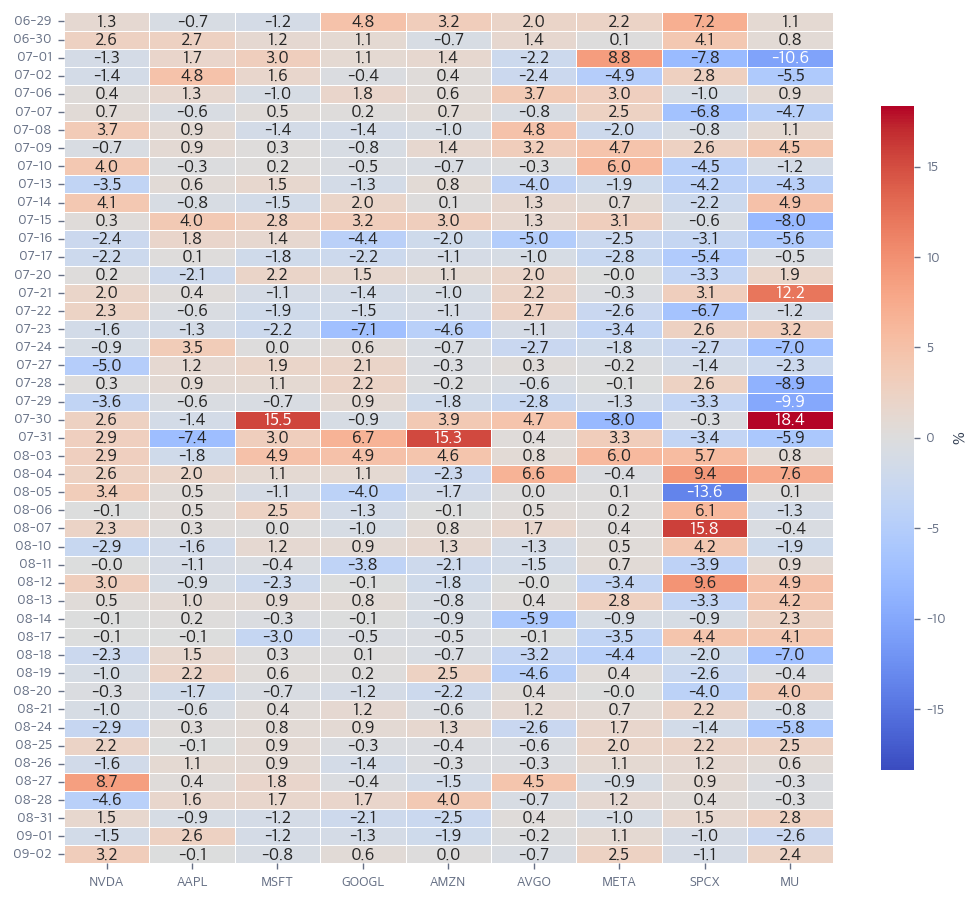 06-29 1.3 -0.7 -1.2 4.8 3.2 2.0 2.2 7.2 1.1
06-30 2.6 2.7 1.2 1.1 -0.7 1.4 0.1 4.1 0.8
07-01 -1.3 1.7 3.0 1.1 1.4 -2.2 8.8 -7.8 -10.6
07-02 -1.4 4.8 1.6 -0.4 0.4 -2.4 -4.9 2.8 -5.5
07-06 0.4 1.3 -1.0 1.8 0.6 3.7 3.0 -1.0 0.9
07-07 0.7 -0.6 0.5 0.2 0.7 -0.8 2.5 -6.8 -4.7
07-08 3.7 0.9 -1.4 -1.4 -1.0 4.8 -2.0 -0.8 1.1
07-09 -0.7 0.9 0.3 -0.8 1.4 3.2 4.7 2.6 4.5
07-10 4.0 -0.3 0.2 -0.5 -0.7 -0.3 6.0 -4.5 -1.2
07-13 -3.5 0.6 1.5 -1.3 0.8 -4.0 -1.9 -4.2 -4.3
07-14 4.1 -0.8 -1.5 2.0 0.1 1.3 0.7 -2.2 4.9
07-15 0.3 4.0 2.8 3.2 3.0 1.3 3.1 -0.6 -8.0
07-16 -2.4 1.8 1.4 -4.4 -2.0 -5.0 -2.5 -3.1 -5.6
07-17 -2.2 0.1 -1.8 -2.2 -1.1 -1.0 -2.8 -5.4 -0.5
07-20 0.2 -2.1 2.2 1.5 1.1 2.0 -0.0 -3.3 1.9
07-21 2.0 0.4 -1.1 -1.4 -1.0 2.2 -0.3 3.1 12.2
07-22 2.3 -0.6 -1.9 -1.5 -1.1 2.7 -2.6 -6.7 -1.2
07-23 -1.6 -1.3 -2.2 -7.1 -4.6 -1.1 -3.4 2.6 3.2
07-24 -0.9 3.5 0.0 0.6 -0.7 -2.7 -1.8 -2.7 -7.0
07-27 -5.0 1.2 1.9 2.1 -0.3 0.3 -0.2 -1.4 -2.3
07-28 0.3 0.9 1.1 2.2 -0.2 -0.6 -0.1 2.6 -8.9
07-29 -3.6 -0.6 -0.7 0.9 -1.8 -2.8 -1.3 -3.3 -9.9
07-30 2.6 -1.4 15.5 -0.9 3.9 4.7 -8.0 -0.3 18.4
07-31 2.9 -7.4 3.0 6.7 15.3 0.4 3.3 -3.4 -5.9
08-03 2.9 -1.8 4.9 4.9 4.6 0.8 6.0 5.7 0.8
08-04 2.6 2.0 1.1 1.1 -2.3 6.6 -0.4 9.4 7.6
08-05 3.4 0.5 -1.1 -4.0 -1.7 0.0 0.1 -13.6 0.1
08-06 -0.1 0.5 2.5 -1.3 -0.1 0.5 0.2 6.1 -1.3
08-07 2.3 0.3 0.0 -1.0 0.8 1.7 0.4 15.8 -0.4
08-10 -2.9 -1.6 1.2 0.9 1.3 -1.3 0.5 4.2 -1.9
08-11 -0.0 -1.1 -0.4 -3.8 -2.1 -1.5 0.7 -3.9 0.9
08-12 3.0 -0.9 -2.3 -0.1 -1.8 -0.0 -3.4 9.6 4.9
08-13 0.5 1.0 0.9 0.8 -0.8 0.4 2.8 -3.3 4.2
08-14 -0.1 0.2 -0.3 -0.1 -0.9 -5.9 -0.9 -0.9 2.3
08-17 -0.1 -0.1 -3.0 -0.5 -0.5 -0.1 -3.5 4.4 4.1
08-18 -2.3 1.5 0.3 0.1 -0.7 -3.2 -4.4 -2.0 -7.0
08-19 -1.0 2.2 0.6 0.2 2.5 -4.6 0.4 -2.6 -0.4
08-20 -0.3 -1.7 -0.7 -1.2 -2.2 0.4 -0.0 -4.0 4.0
08-21 -1.0 -0.6 0.4 1.2 -0.6 1.2 0.7 2.2 -0.8
08-24 -2.9 0.3 0.8 0.9 1.3 -2.6 1.7 -1.4 -5.8
08-25 2.2 -0.1 0.9 -0.3 -0.4 -0.6 2.0 2.2 2.5
08-26 -1.6 1.1 0.9 -1.4 -0.3 -0.3 1.1 1.2 0.6
08-27 8.7 0.4 1.8 -0.4 -1.5 4.5 -0.9 0.9 -0.3
08-28 -4.6 1.6 1.7 1.7 4.0 -0.7 1.2 0.4 -0.3
08-31 1.5 -0.9 -1.2 -2.1 -2.5 0.4 -1.0 1.5 2.8
09-01 -1.5 2.6 -1.2 -1.3 -1.9 -0.2 1.1 -1.0 -2.6
09-02 3.2 -0.1 -0.8 0.6 0.0 -0.7 2.5 -1.1 2.4
NVDA AAPL MSFT GOOGL AMZN AVGO META SPCX MU
15
10
5
0
-5
-10
-15
%